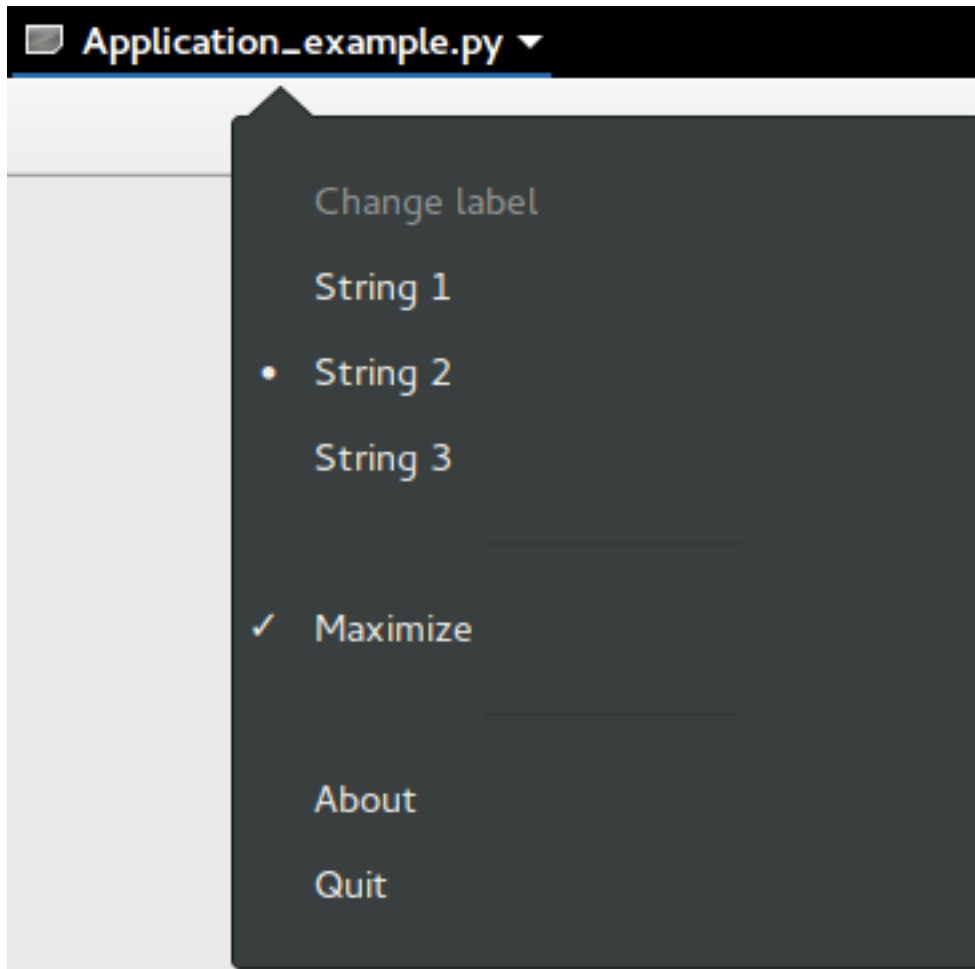 Application_example.py
Change label
String 1
String 2
String 3
Maximize
About
Quit